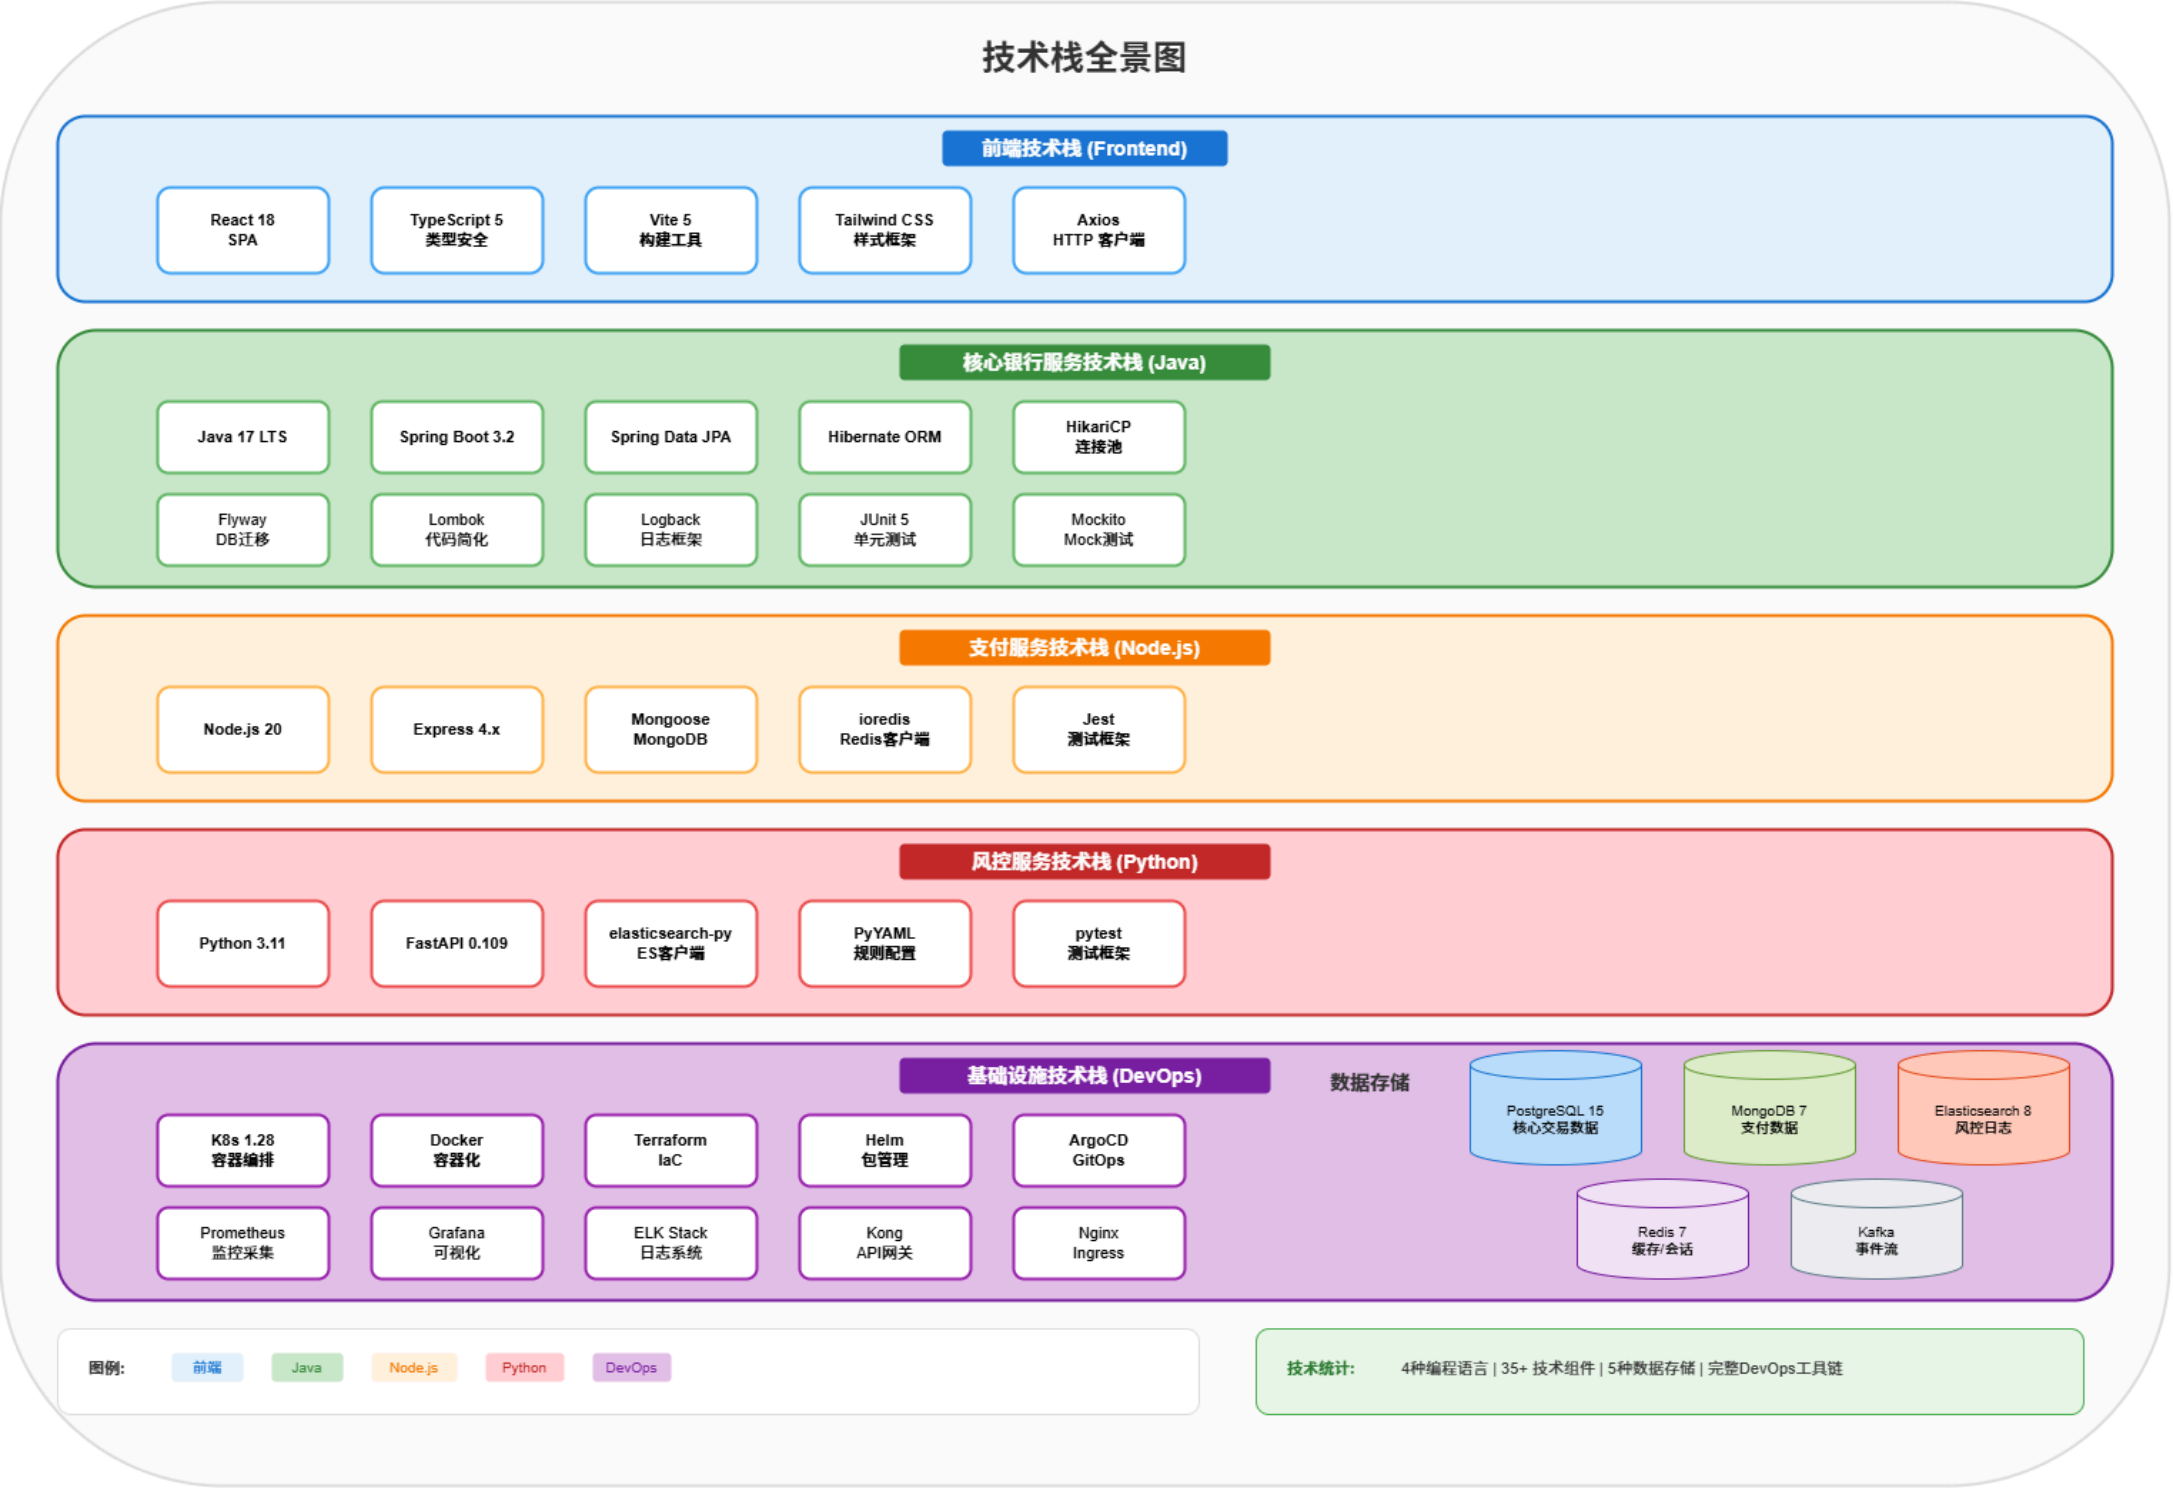 技术栈全景图
前端技术栈 (Frontend)
React 18
SPA
TypeScript 5
类型安全
Vite 5
构建工具
Tailwind CSS
样式框架
Axios
HTTP 客户端
核心银行服务技术栈 (Java)
Java 17 LTS
Spring Boot 3.2
Spring Data JPA
Hibernate ORM
HikariCP
连接池
Flyway
DB迁移
Lombok
代码简化
Logback
日志框架
JUnit 5
单元测试
Mockito
Mock测试
支付服务技术栈 (Node.js)
Node.js 20
Express 4.x
Mongoose
MongoDB
ioredis
Redis客户端
Jest
测试框架
风控服务技术栈 (Python)
Python 3.11
FastAPI 0.109
elasticsearch-py
ES客户端
PyYAML
规则配置
pytest
测试框架
基础设施技术栈 (DevOps)
K8s 1.28
容器编排
Docker
容器化
Terraform
IaC
Helm
包管理
ArgoCD
GitOps
Prometheus
监控采集
Grafana
可视化
ELK Stack
日志系统
Kong
API网关
Nginx
Ingress
数据存储
PostgreSQL 15
核心交易数据
MongoDB 7
支付数据
Elasticsearch 8
风控日志
Redis 7
缓存/会话
Kafka
事件流
图例:
前端
Java
Node.js
Python
DevOps
技术统计:
4种编程语言 | 35+ 技术组件 | 5种数据存储 | 完整DevOps工具链